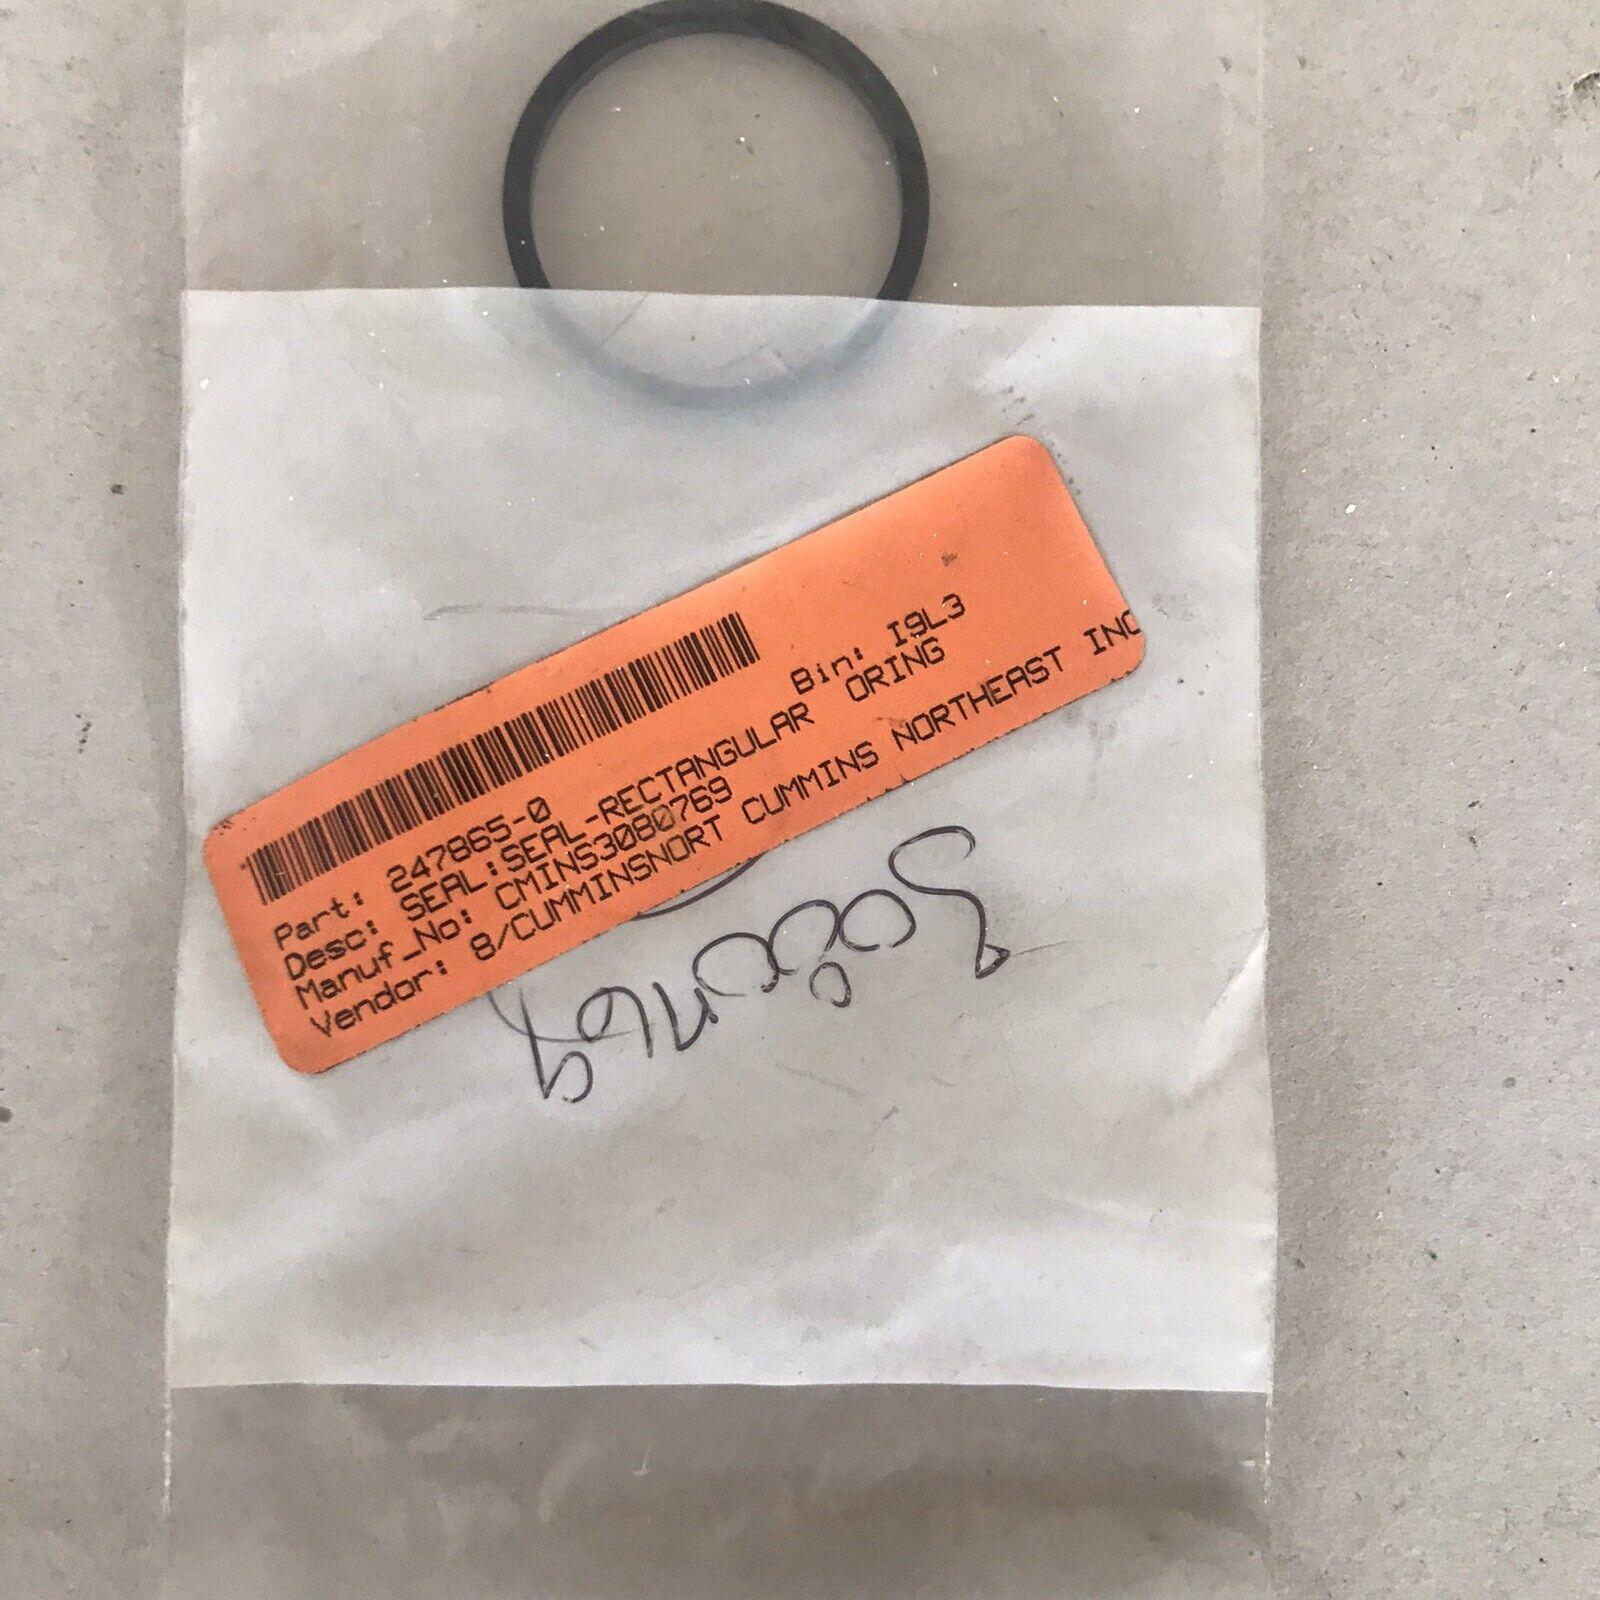 Bin: I9L3
Part: 247865-0
Desc: SEAL:SEAL-RECTANGULAR ORING
Manuf_No: CMINS3080769
Vendor: 8/CUMMINSNORT CUMMINS NORTHEAST INC
3080769